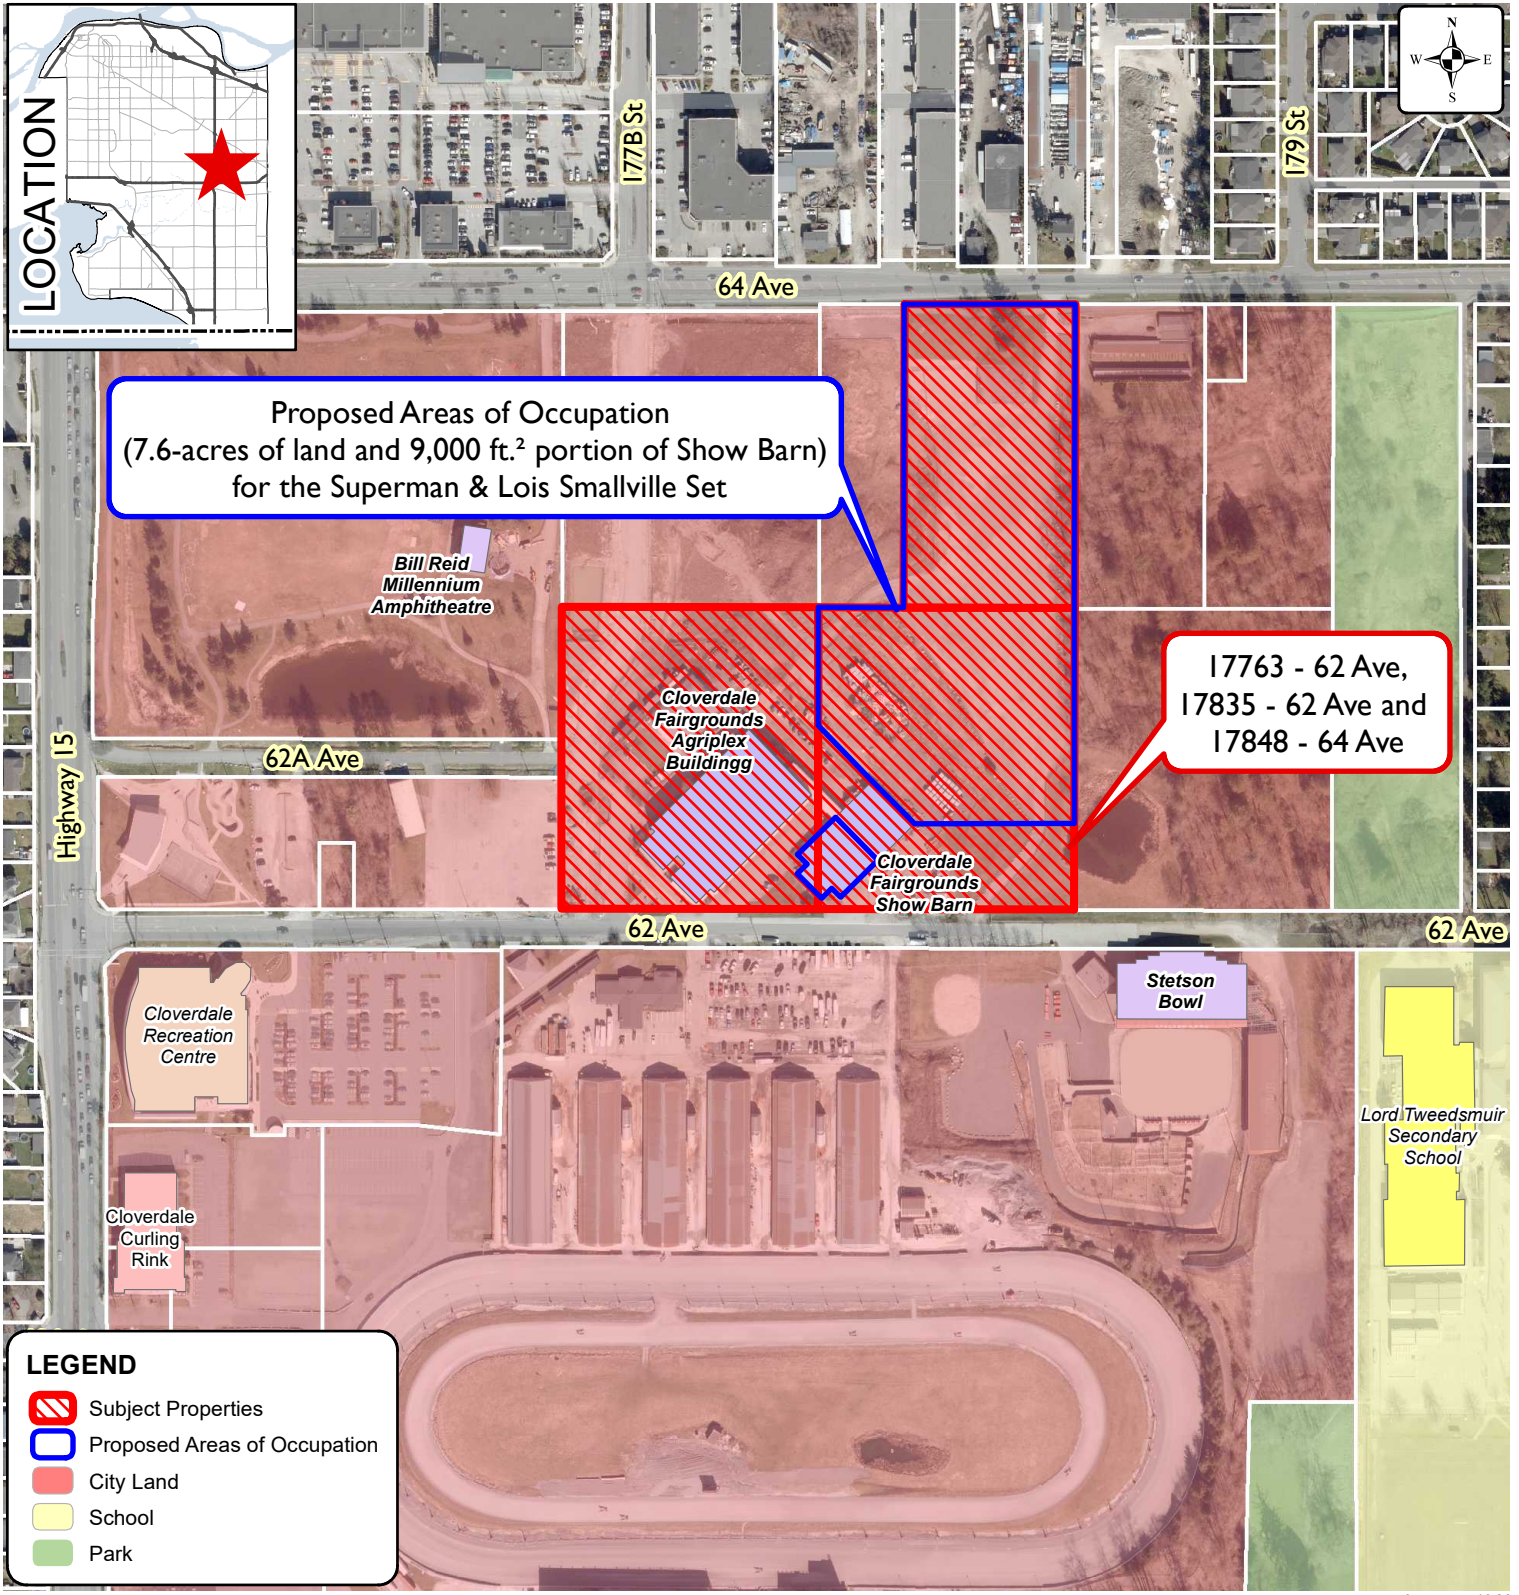 LOCATION
N
W
E
S
177B St
179 St
64 Ave
Proposed Areas of Occupation
(7.6-acres of land and 9,000 ft.² portion of Show Barn)
for the Superman & Lois Smallville Set
Bill Reid
Millennium
Amphitheatre
17763 - 62 Ave,
17835 - 62 Ave and
17848 - 64 Ave
Cloverdale
Fairgrounds
Agriplex
Buildingg
62A Ave
Highway 15
Cloverdale
Fairgrounds
Show Barn
62 Ave
62 Ave
Stetson
Bowl
Cloverdale
Recreation
Centre
Lord Tweedsmuir
Secondary
School
Cloverdale
Curling
Rink
LEGEND
Subject Properties
Proposed Areas of Occupation
City Land
School
Park